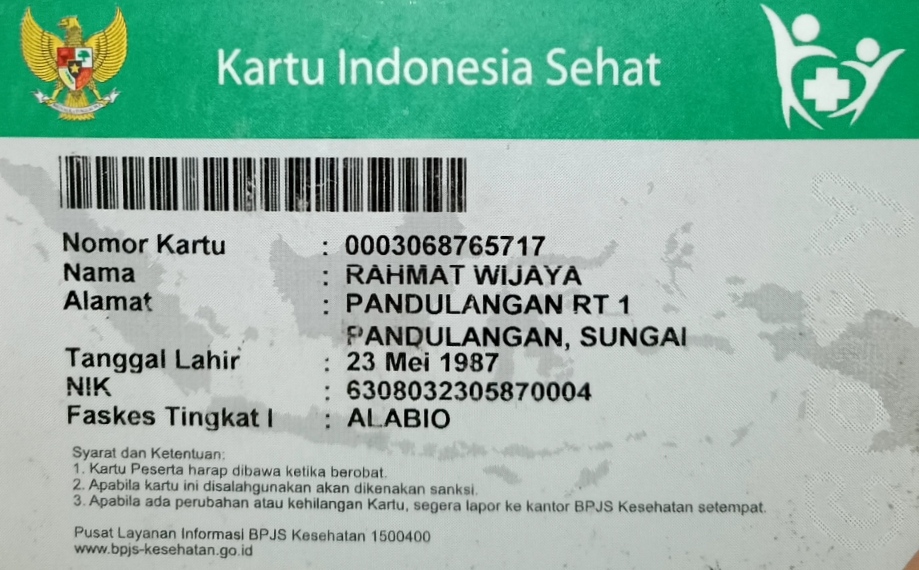 Kartu Indonesia Sehat
Nomor Kartu : 0003068765717
Nama : RAHMAT WIJAYA
Alamat : PANDULANGAN RT 1
PANDULANGAN, SUNGAI
Tanggal Lahir : 23 Mei 1987
NIK : 6308032305870004
Faskes Tingkat I : ALABIO
Syarat dan Ketentuan:
1. Kartu Peserta harap dibawa ketika berobat.
2. Apabila kartu ini disalahgunakan akan dikenakan sanksi.
3. Apabila ada perubahan atau kehilangan Kartu, segera lapor ke kantor BPJS Kesehatan setempat.
Pusat Layanan Informasi BPJS Kesehatan 1500400
www.bpjs-kesehatan.go.id